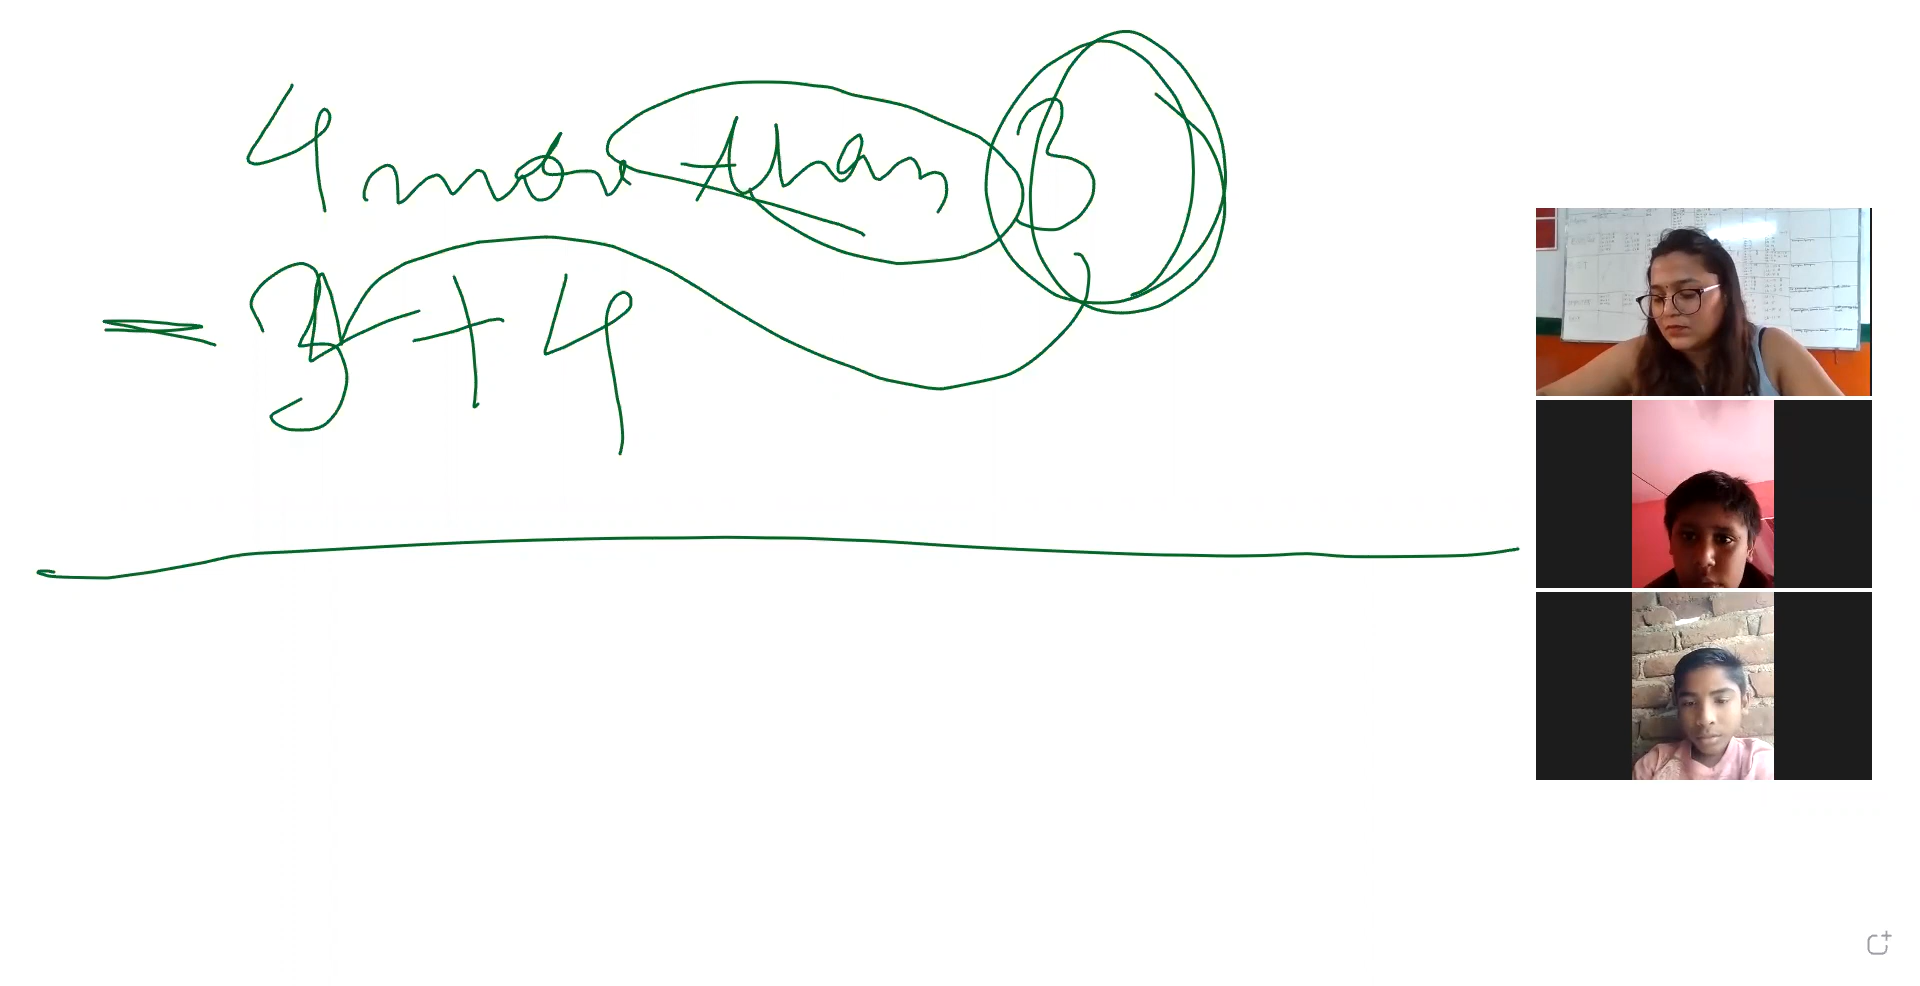 4 more than 3
= 3 + 4